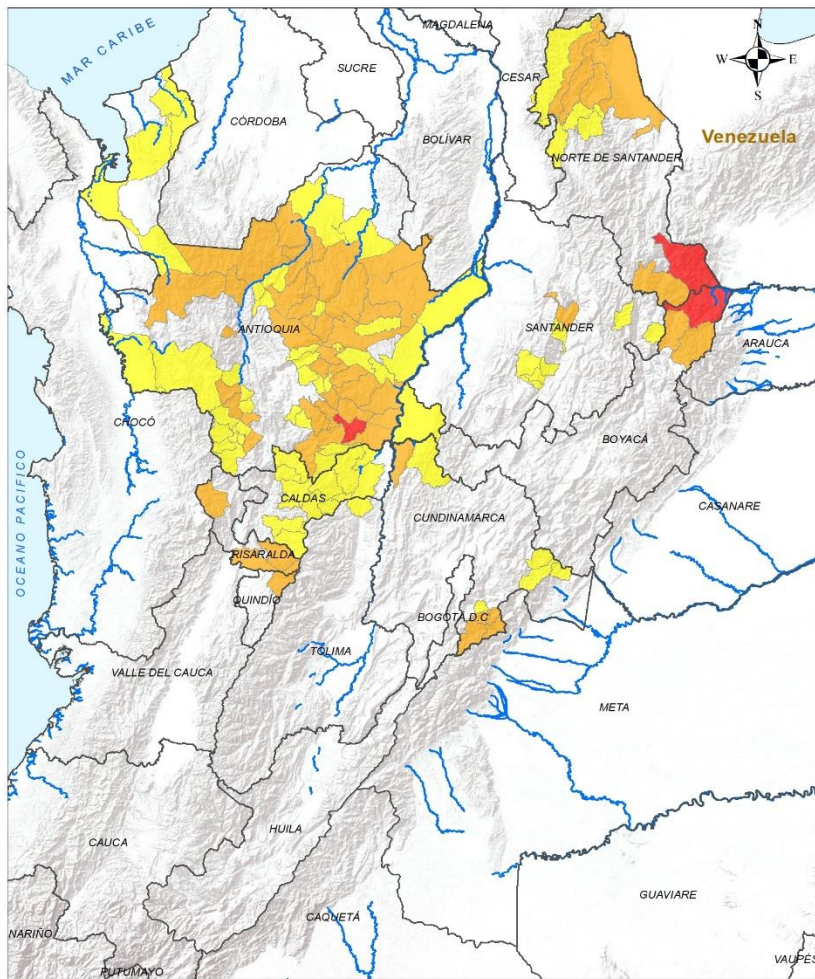 MAGDALENA
N
W
E
S
MAR CARIBE
SUCRE
CESAR
CÓRDOBA
BOLÍVAR
Venezuela
NORTE DE SANTANDER
ANTIOQUIA
SANTANDER
ARAUCA
CHOCÓ
BOYACÁ
OCEANO PACIFICO
CALDAS
CUNDINAMARCA
CASANARE
RISARALDA
QUINDÍO
BOGOTÁ D.C
TOLIMA
VALLE DEL CAUCA
META
HUILA
CAUCA
GUAVIARE
CAQUETÁ
NARIÑO
PUTUMAYO
VAUPÉS